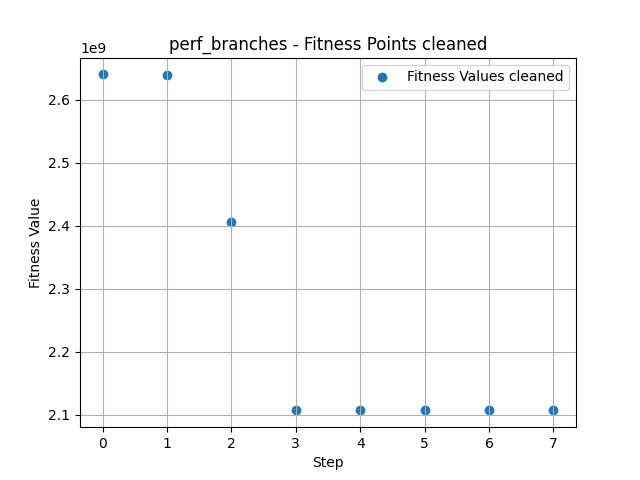 perf_branches - Fitness Points cleaned
1e9
Fitness Values cleaned
2.6
2.5
2.4
2.3
2.2
2.1
Fitness Value
0 1 2 3 4 5 6 7
Step